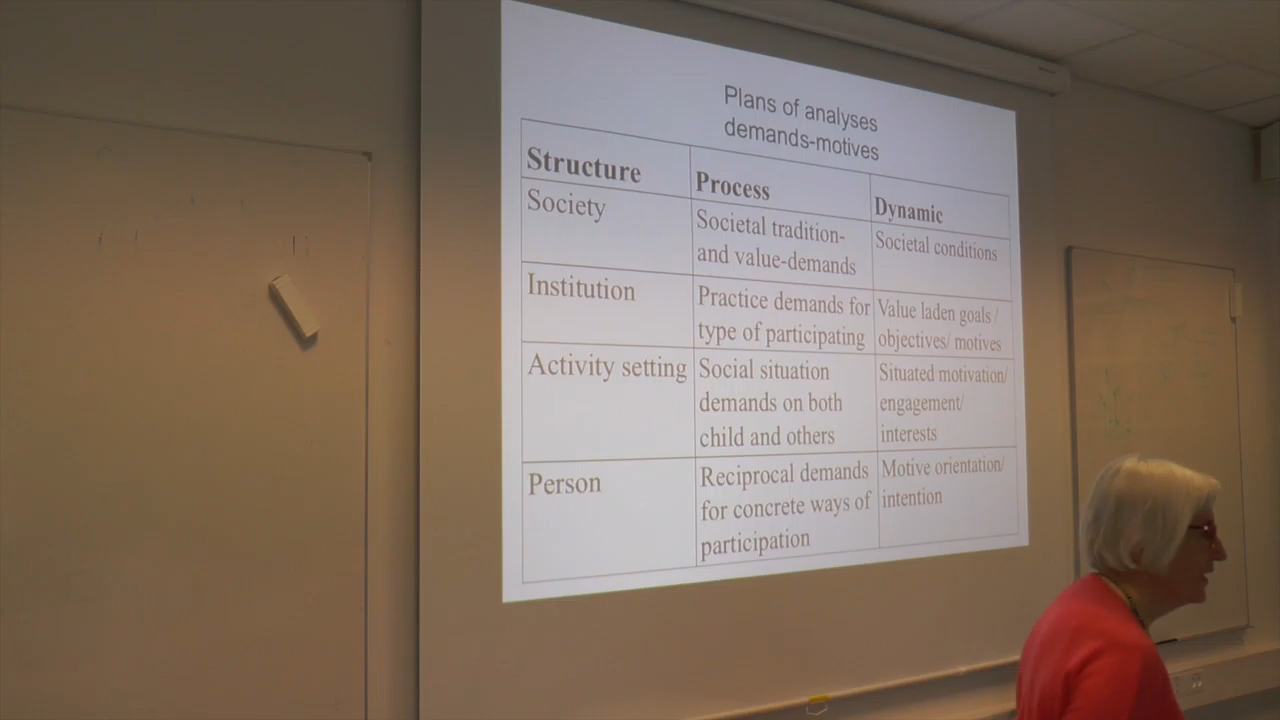 Plans of analyses
demands-motives
Structure
Process
Dynamic
Society
Societal tradition-
and value-demands
Societal conditions
Institution
Practice demands for
type of participating
Value laden goals /
objectives/ motives
Activity setting
Social situation
demands on both
child and others
Situated motivation/
engagement/
interests
Person
Reciprocal demands
for concrete ways of
participation
Motive orientation/
intention